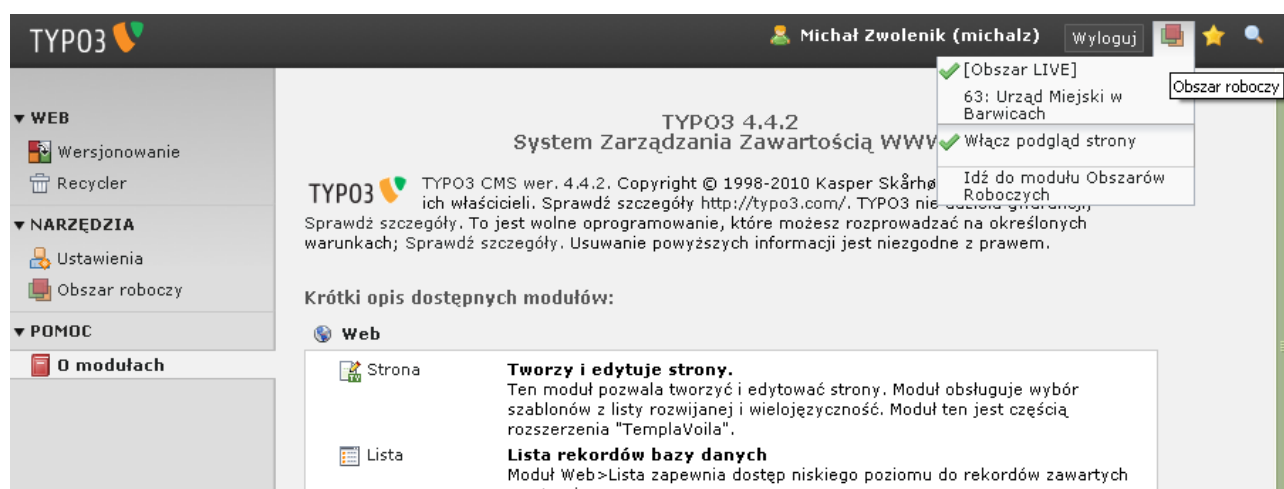 TYPO3
Michał Zwolenik (michalz)
Wyloguj
[Obszar LIVE]
63: Urząd Miejski w
Barwicach
Włącz podgląd strony
Idź do modułu Obszarów
Roboczych
Obszar roboczy
WEB
Wersjonowanie
Recycler
NARZĘDZIA
Ustawienia
Obszar roboczy
POMOC
O modułach
TYPO3 4.4.2
System Zarządzania Zawartością WWW
TYPO3
TYPO3 CMS wer. 4.4.2. Copyright © 1998-2010 Kasper Skårhø
ich właścicieli. Sprawdź szczegóły http://typo3.com/. TYPO3 nie
Sprawdź szczegóły. To jest wolne oprogramowanie, które możesz rozprowadzać na określonych
warunkach; Sprawdź szczegóły. Usuwanie powyższych informacji jest niezgodne z prawem.
Krótki opis dostępnych modułów:
Web
Strona
Tworzy i edytuje strony.
Ten moduł pozwala tworzyć i edytować strony. Moduł obsługuje wybór
szablonów z listy rozwijanej i wielojęzyczność. Moduł ten jest częścią
rozszerzenia "TemplaVoila".
Lista
Lista rekordów bazy danych
Moduł Web>Lista zapewnia dostęp niskiego poziomu do rekordów zawartych